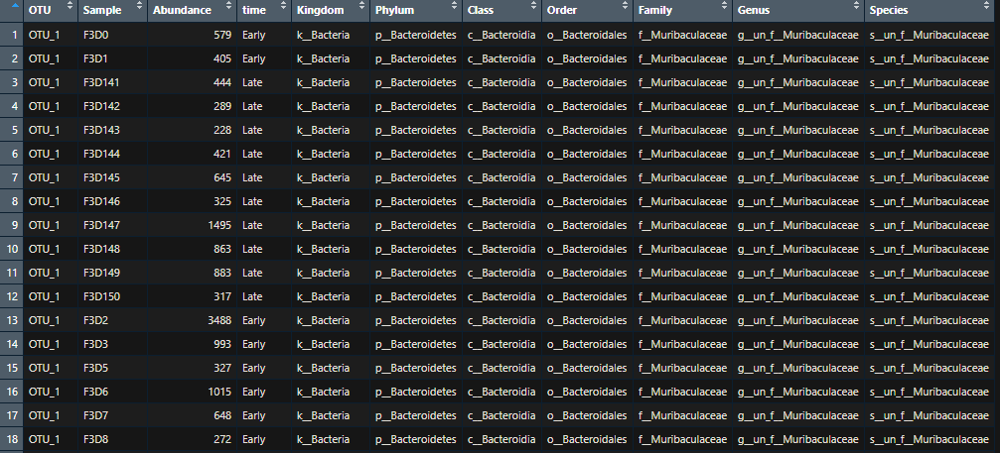 OTU Sample Abundance time Kingdom Phylum Class Order Family Genus Species
1 OTU_1 F3D0 579 Early k__Bacteria p__Bacteroidetes c__Bacteroidia o__Bacteroidales f__Muribaculaceae g__un_f__Muribaculaceae s__un_f__Muribaculaceae
2 OTU_1 F3D1 405 Early k__Bacteria p__Bacteroidetes c__Bacteroidia o__Bacteroidales f__Muribaculaceae g__un_f__Muribaculaceae s__un_f__Muribaculaceae
3 OTU_1 F3D141 444 Late k__Bacteria p__Bacteroidetes c__Bacteroidia o__Bacteroidales f__Muribaculaceae g__un_f__Muribaculaceae s__un_f__Muribaculaceae
4 OTU_1 F3D142 289 Late k__Bacteria p__Bacteroidetes c__Bacteroidia o__Bacteroidales f__Muribaculaceae g__un_f__Muribaculaceae s__un_f__Muribaculaceae
5 OTU_1 F3D143 228 Late k__Bacteria p__Bacteroidetes c__Bacteroidia o__Bacteroidales f__Muribaculaceae g__un_f__Muribaculaceae s__un_f__Muribaculaceae
6 OTU_1 F3D144 421 Late k__Bacteria p__Bacteroidetes c__Bacteroidia o__Bacteroidales f__Muribaculaceae g__un_f__Muribaculaceae s__un_f__Muribaculaceae
7 OTU_1 F3D145 645 Late k__Bacteria p__Bacteroidetes c__Bacteroidia o__Bacteroidales f__Muribaculaceae g__un_f__Muribaculaceae s__un_f__Muribaculaceae
8 OTU_1 F3D146 325 Late k__Bacteria p__Bacteroidetes c__Bacteroidia o__Bacteroidales f__Muribaculaceae g__un_f__Muribaculaceae s__un_f__Muribaculaceae
9 OTU_1 F3D147 1495 Late k__Bacteria p__Bacteroidetes c__Bacteroidia o__Bacteroidales f__Muribaculaceae g__un_f__Muribaculaceae s__un_f__Muribaculaceae
10 OTU_1 F3D148 863 Late k__Bacteria p__Bacteroidetes c__Bacteroidia o__Bacteroidales f__Muribaculaceae g__un_f__Muribaculaceae s__un_f__Muribaculaceae
11 OTU_1 F3D149 883 Late k__Bacteria p__Bacteroidetes c__Bacteroidia o__Bacteroidales f__Muribaculaceae g__un_f__Muribaculaceae s__un_f__Muribaculaceae
12 OTU_1 F3D150 317 Late k__Bacteria p__Bacteroidetes c__Bacteroidia o__Bacteroidales f__Muribaculaceae g__un_f__Muribaculaceae s__un_f__Muribaculaceae
13 OTU_1 F3D2 3488 Early k__Bacteria p__Bacteroidetes c__Bacteroidia o__Bacteroidales f__Muribaculaceae g__un_f__Muribaculaceae s__un_f__Muribaculaceae
14 OTU_1 F3D3 993 Early k__Bacteria p__Bacteroidetes c__Bacteroidia o__Bacteroidales f__Muribaculaceae g__un_f__Muribaculaceae s__un_f__Muribaculaceae
15 OTU_1 F3D5 327 Early k__Bacteria p__Bacteroidetes c__Bacteroidia o__Bacteroidales f__Muribaculaceae g__un_f__Muribaculaceae s__un_f__Muribaculaceae
16 OTU_1 F3D6 1015 Early k__Bacteria p__Bacteroidetes c__Bacteroidia o__Bacteroidales f__Muribaculaceae g__un_f__Muribaculaceae s__un_f__Muribaculaceae
17 OTU_1 F3D7 648 Early k__Bacteria p__Bacteroidetes c__Bacteroidia o__Bacteroidales f__Muribaculaceae g__un_f__Muribaculaceae s__un_f__Muribaculaceae
18 OTU_1 F3D8 272 Early k__Bacteria p__Bacteroidetes c__Bacteroidia o__Bacteroidales f__Muribaculaceae g__un_f__Muribaculaceae s__un_f__Muribaculaceae